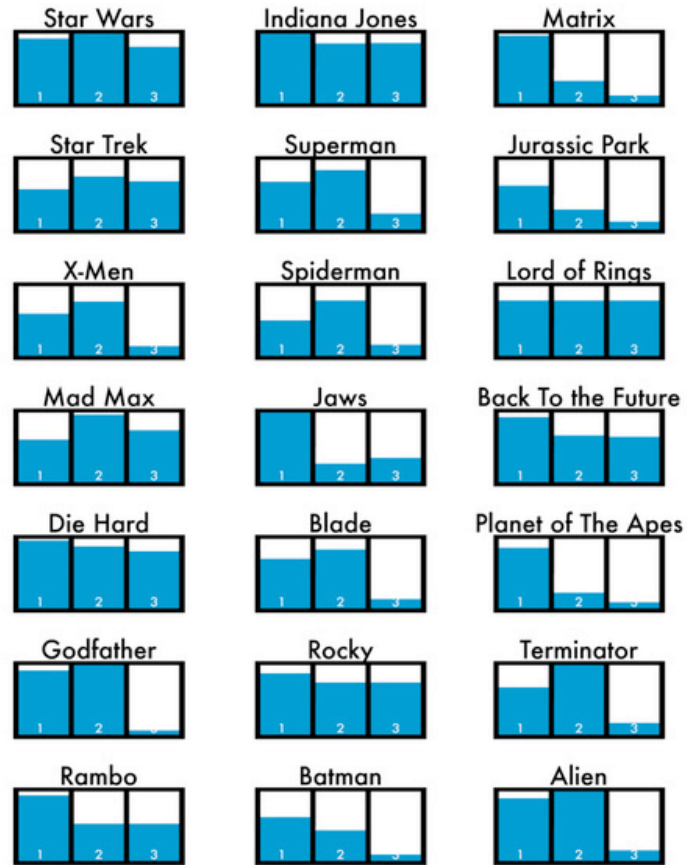 Star Wars Indiana Jones Matrix
1 2 3 1 2 3 1 2 3
Star Trek Superman Jurassic Park
1 2 3 1 2 3 1 2 3
X-Men Spiderman Lord of Rings
1 2 3 1 2 3 1 2 3
Mad Max Jaws Back To the Future
1 2 3 1 2 3 1 2 3
Die Hard Blade Planet of The Apes
1 2 3 1 2 3 1 2 3
Godfather Rocky Terminator
1 2 3 1 2 3 1 2 3
Rambo Batman Alien
1 2 3 1 2 3 1 2 3